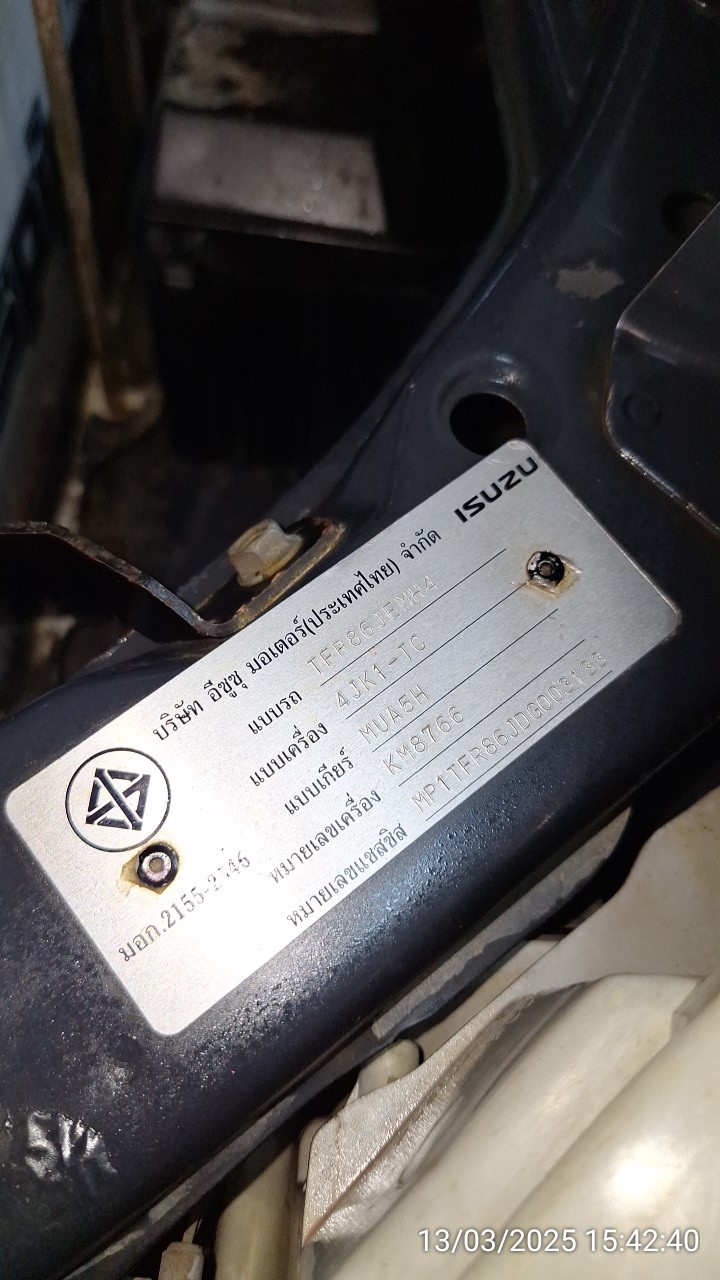 ISUZU
บริษัท อีซูซุ มอเตอร์(ประเทศไทย) จำกัด
แบบรถ TFR86JEMH4
แบบเครื่อง 4JK1-TC
แบบเกียร์ MUA5H
หมายเลขเครื่อง KM8766
หมายเลขแชสซิส MP1TFR86JDG003133
มอก.2155-2546
13/03/2025 15:42:40